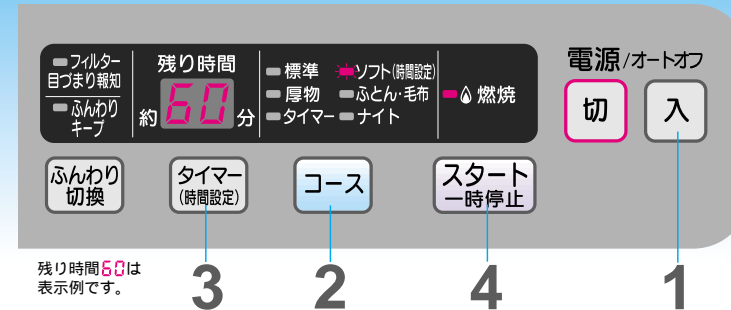 フィルター
目づまり報知
ふんわり
キープ
残り時間
約60分
標準
ソフト(時間設定)
厚物
ふとん・毛布
タイマー
ナイト
燃焼
電源/オートオフ
切
入
ふんわり
切換
タイマー
(時間設定)
コース
スタート
一時停止
残り時間60は
表示例です。
3
2
4
1